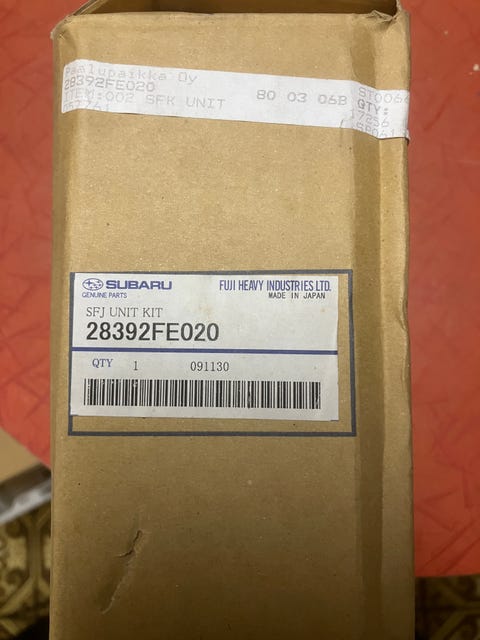 Paalupaikka Oy
28392FE020
ITEM:002 SFK UNIT 80 03 06B
QTY:
SUBARU
GENUINE PARTS
FUJI HEAVY INDUSTRIES LTD.
MADE IN JAPAN
SFJ UNIT KIT
28392FE020
QTY 1 091130